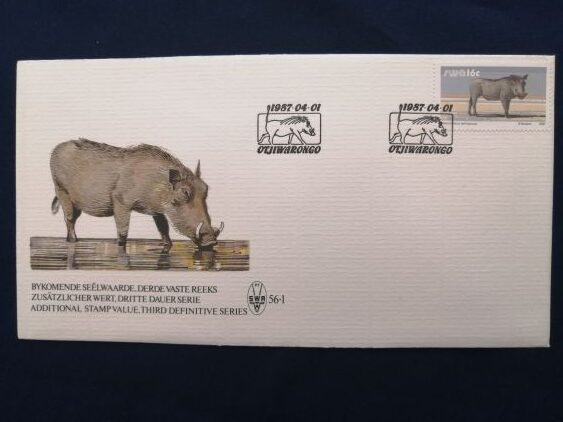 swa 16c
1987·04·01
OTJIWARONGO
1987·04·01
OTJIWARONGO
BYKOMENDE SEËLWAARDE, DERDE VASTE REEKS
ZUSÄTZLICHER WERT, DRITTE DAUER SERIE
ADDITIONAL STAMP VALUE, THIRD DEFINITIVE SERIES
SWA
56·1